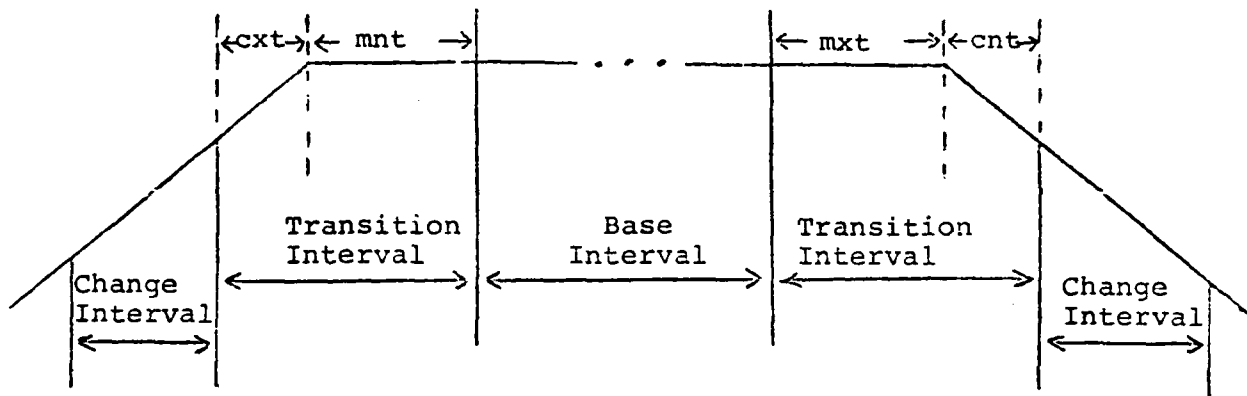 cxt mnt mxt cnt
...
Transition Interval
Base Interval
Transition Interval
Change Interval
Change Interval